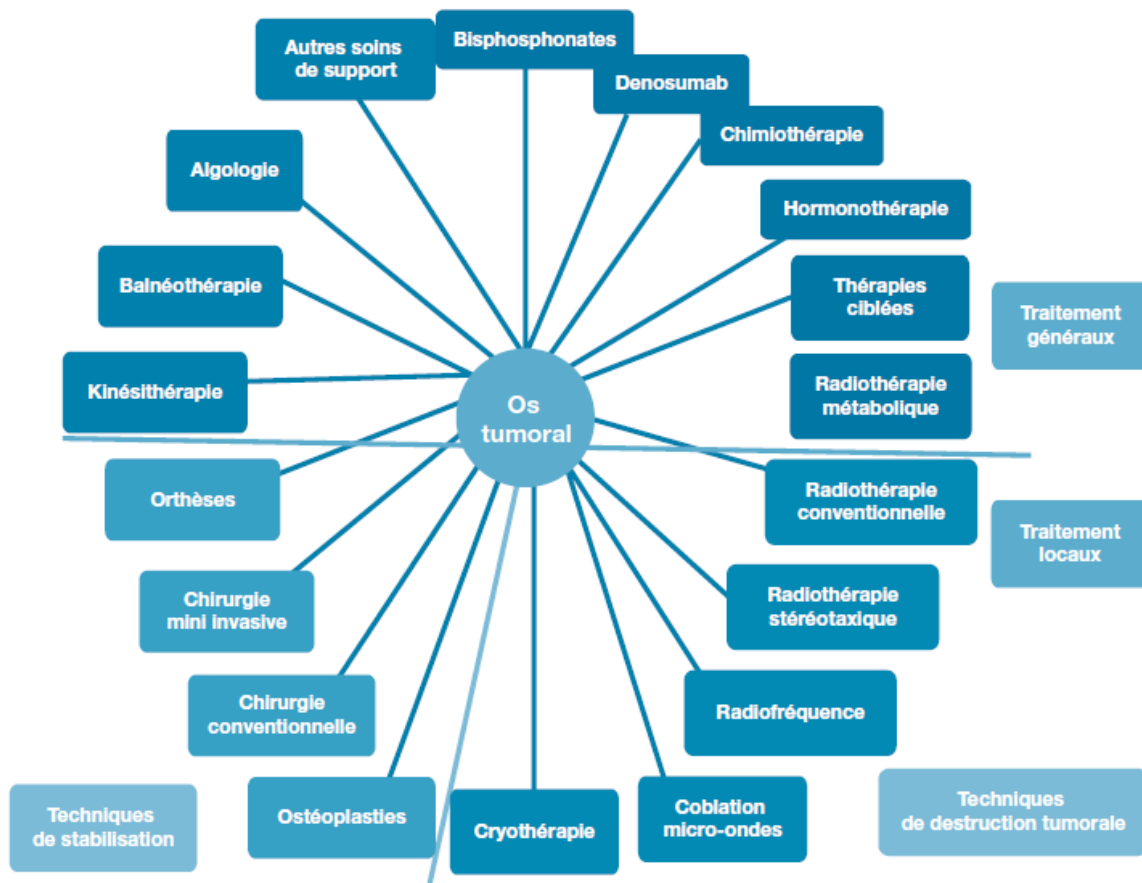 Autres soins
de support
Bisphosphonates
Denosumab
Chimiothérapie
Algologie
Hormonothérapie
Balnéothérapie
Thérapies
ciblées
Traitement
généraux
Kinésithérapie
Radiothérapie
métabolique
Os
tumoral
Orthèses
Radiothérapie
conventionnelle
Traitement
locaux
Chirurgie
mini invasive
Radiothérapie
stéréotaxique
Chirurgie
conventionnelle
Radiofréquence
Techniques
de stabilisation
Ostéoplasties
Cryothérapie
Coblation
micro-ondes
Techniques
de destruction tumorale